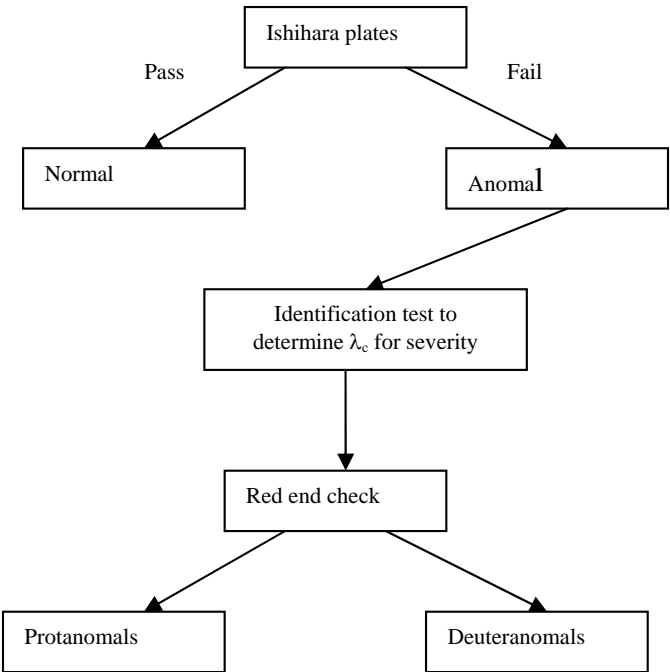 Ishihara plates
Pass
Fail
Normal
Anomal
Identification test to
determine λc for severity
Red end check
Protanomals
Deuteranomals